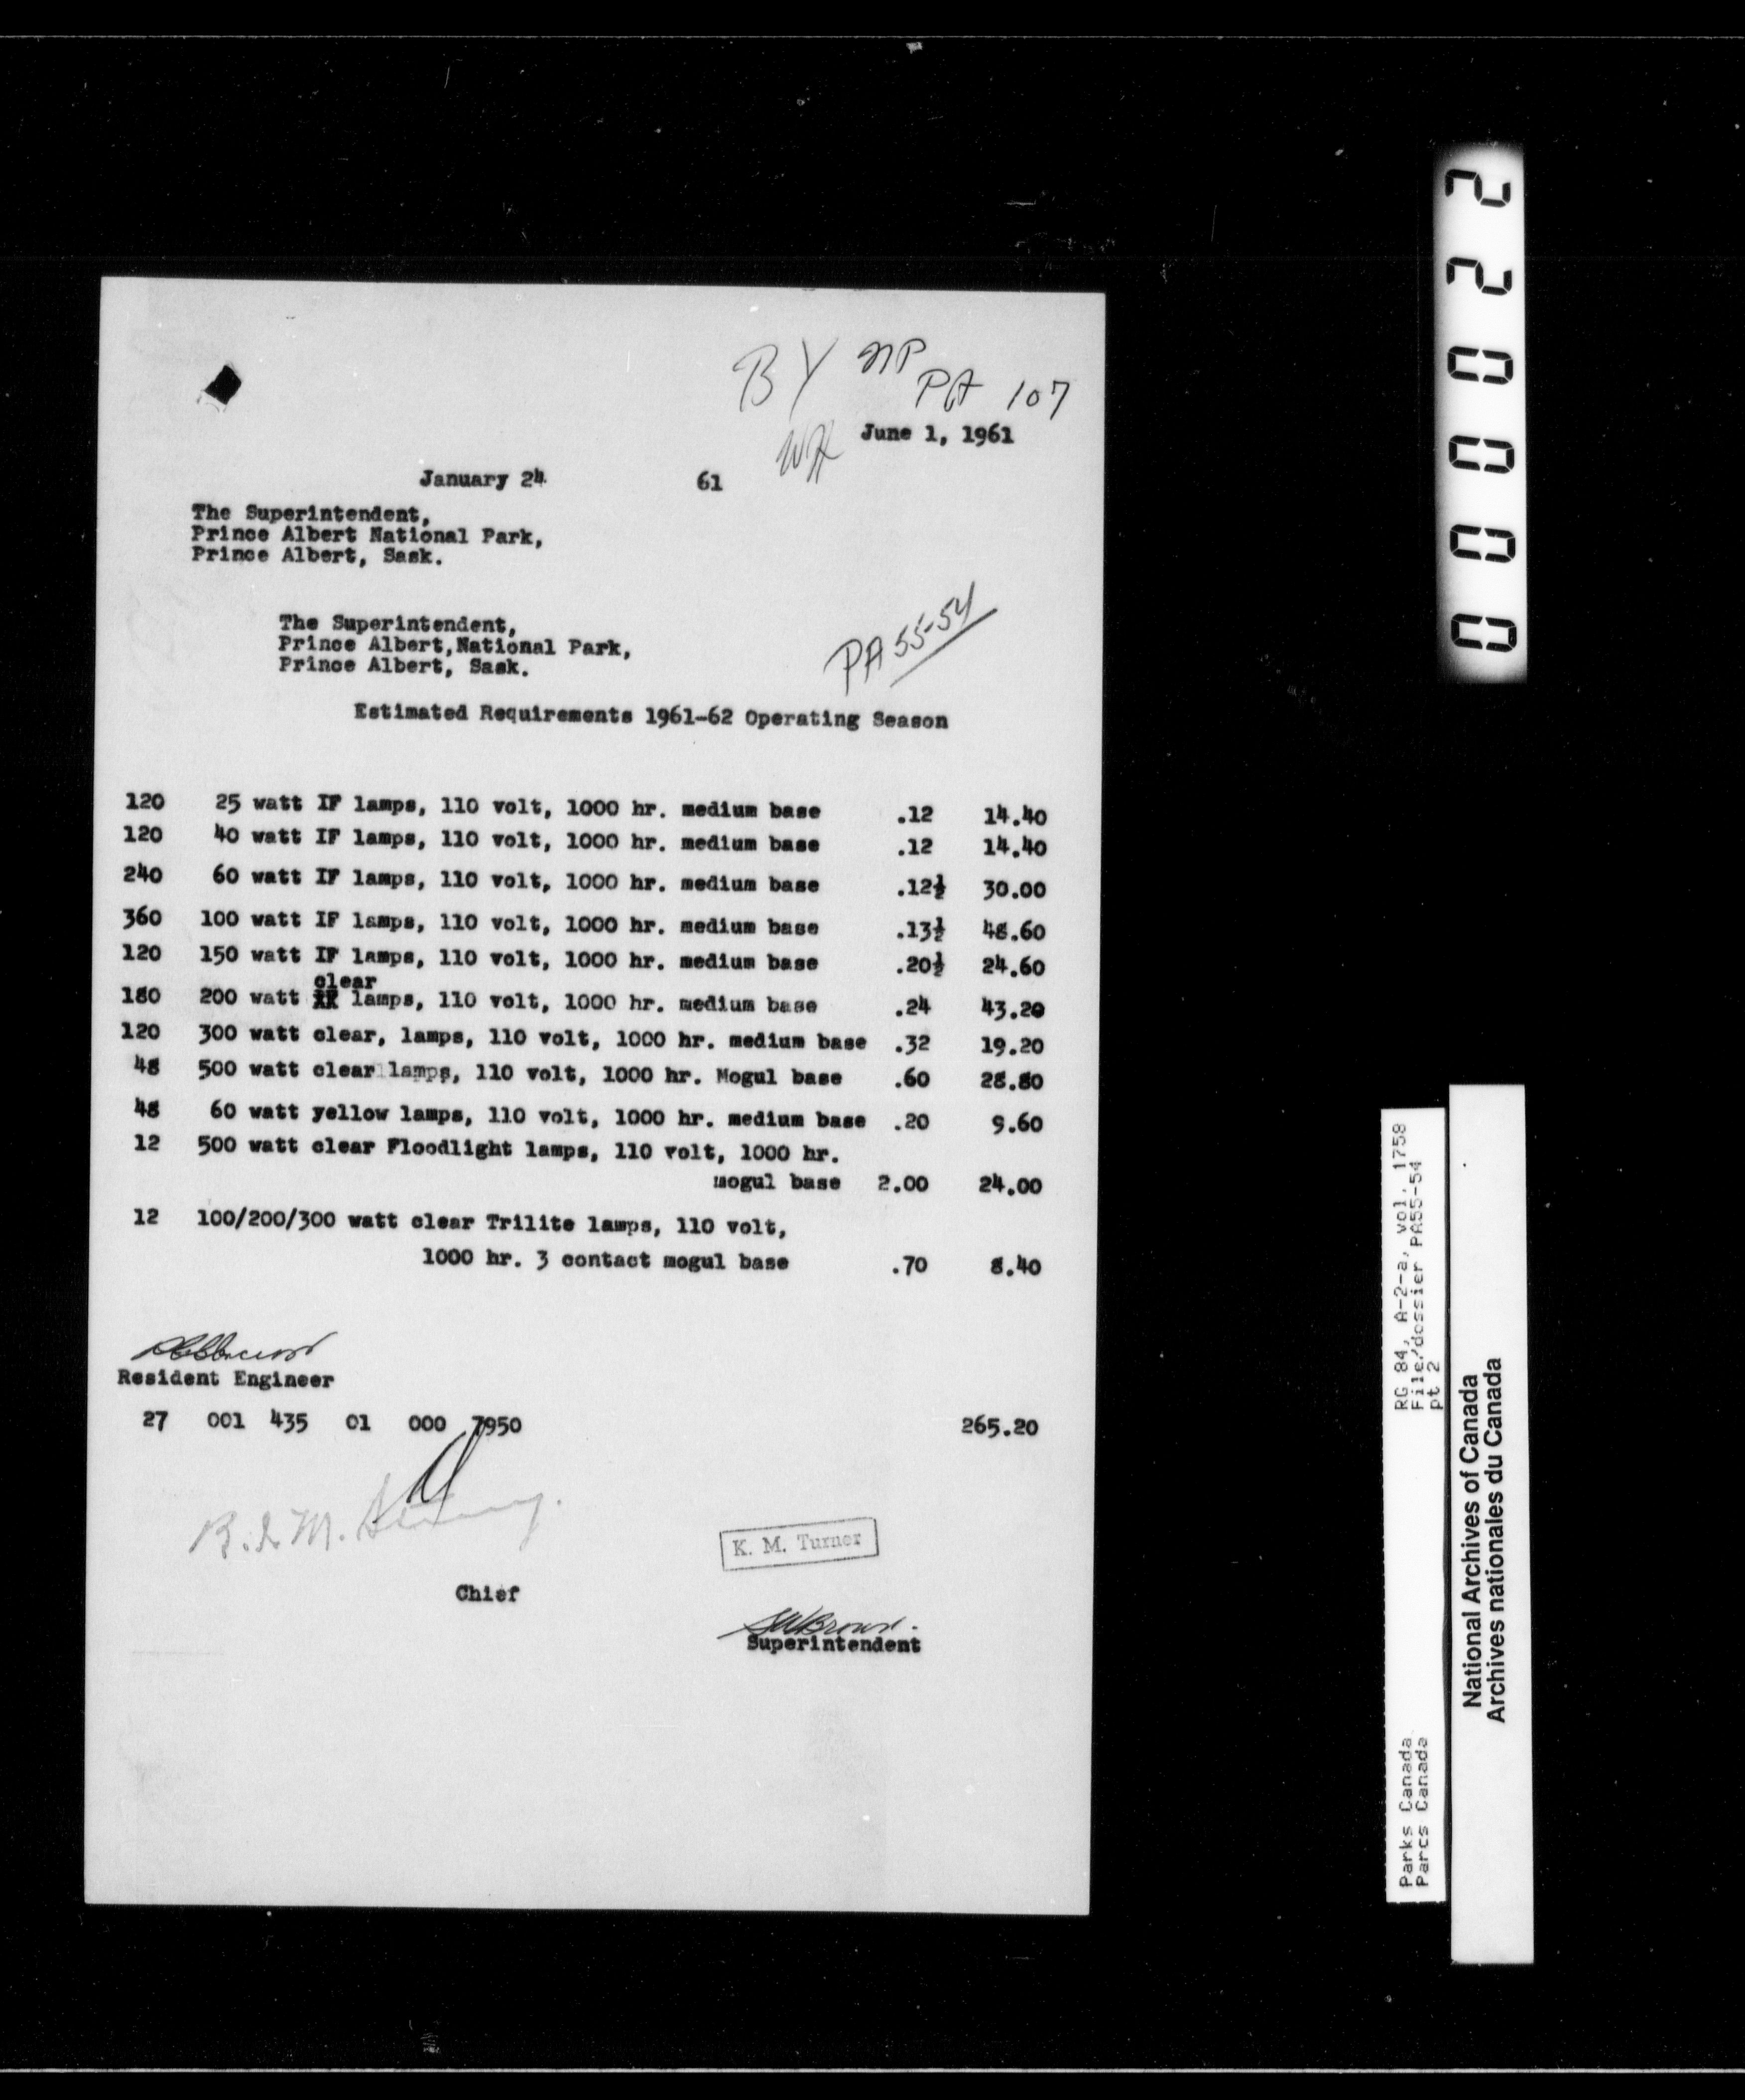 BY NP
PA 107
WH
June 1, 1961
January 24 61
The Superintendent,
Prince Albert National Park,
Prince Albert, Sask.
The Superintendent,
Prince Albert,National Park,
Prince Albert, Sask.
PA 55-54
Estimated Requirements 1961-62 Operating Season
120 25 watt IF lamps, 110 volt, 1000 hr. medium base .12 14.40
120 40 watt IF lamps, 110 volt, 1000 hr. medium base .12 14.40
240 60 watt IF lamps, 110 volt, 1000 hr. medium base .12½ 30.00
360 100 watt IF lamps, 110 volt, 1000 hr. medium base .13½ 48.60
120 150 watt IF lamps, 110 volt, 1000 hr. medium base .20½ 24.60
clear
180 200 watt lamps, 110 volt, 1000 hr. medium base .24 43.20
120 300 watt clear, lamps, 110 volt, 1000 hr. medium base .32 19.20
48 500 watt clear lamps, 110 volt, 1000 hr. Mogul base .60 28.80
48 60 watt yellow lamps, 110 volt, 1000 hr. medium base .20 9.60
12 500 watt clear Floodlight lamps, 110 volt, 1000 hr.
mogul base 2.00 24.00
12 100/200/300 watt clear Trilite lamps, 110 volt,
1000 hr. 3 contact mogul base .70 8.40
Resident Engineer
27 001 435 01 000 7950 265.20
K. M. Turner
Chief
Brown.
Superintendent
000022
RG 84, A-2-a, vol. 1758
File/dossier PA55-54
pt 2
Parks Canada
Parcs Canada
National Archives of Canada
Archives nationales du Canada